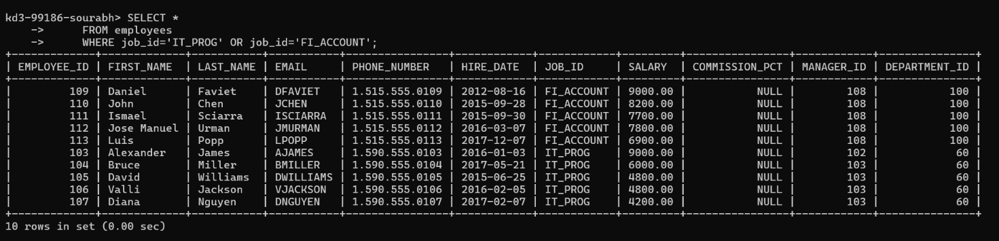 kd3-99186-sourabh> SELECT *
    ->      FROM employees
    ->      WHERE job_id='IT_PROG' OR job_id='FI_ACCOUNT';
+-------------+-------------+-----------+-----------+----------------+------------+------------+---------+----------------+------------+---------------+
| EMPLOYEE_ID | FIRST_NAME  | LAST_NAME | EMAIL     | PHONE_NUMBER   | HIRE_DATE  | JOB_ID     | SALARY  | COMMISSION_PCT | MANAGER_ID | DEPARTMENT_ID |
+-------------+-------------+-----------+-----------+----------------+------------+------------+---------+----------------+------------+---------------+
|         109 | Daniel      | Faviet    | DFAVIET   | 1.515.555.0109 | 2012-08-16 | FI_ACCOUNT | 9000.00 |           NULL |        108 |           100 |
|         110 | John        | Chen      | JCHEN     | 1.515.555.0110 | 2015-09-28 | FI_ACCOUNT | 8200.00 |           NULL |        108 |           100 |
|         111 | Ismael      | Sciarra   | ISCIARRA  | 1.515.555.0111 | 2015-09-30 | FI_ACCOUNT | 7700.00 |           NULL |        108 |           100 |
|         112 | Jose Manuel | Urman     | JMURMAN   | 1.515.555.0112 | 2016-03-07 | FI_ACCOUNT | 7800.00 |           NULL |        108 |           100 |
|         113 | Luis        | Popp      | LPOPP     | 1.515.555.0113 | 2017-12-07 | FI_ACCOUNT | 6900.00 |           NULL |        108 |           100 |
|         103 | Alexander   | James     | AJAMES    | 1.590.555.0103 | 2016-01-03 | IT_PROG    | 9000.00 |           NULL |        102 |            60 |
|         104 | Bruce       | Miller    | BMILLER   | 1.590.555.0104 | 2017-05-21 | IT_PROG    | 6000.00 |           NULL |        103 |            60 |
|         105 | David       | Williams  | DWILLIAMS | 1.590.555.0105 | 2015-06-25 | IT_PROG    | 4800.00 |           NULL |        103 |            60 |
|         106 | Valli       | Jackson   | VJACKSON  | 1.590.555.0106 | 2016-02-05 | IT_PROG    | 4800.00 |           NULL |        103 |            60 |
|         107 | Diana       | Nguyen    | DNGUYEN   | 1.590.555.0107 | 2017-02-07 | IT_PROG    | 4200.00 |           NULL |        103 |            60 |
+-------------+-------------+-----------+-----------+----------------+------------+------------+---------+----------------+------------+---------------+
10 rows in set (0.00 sec)